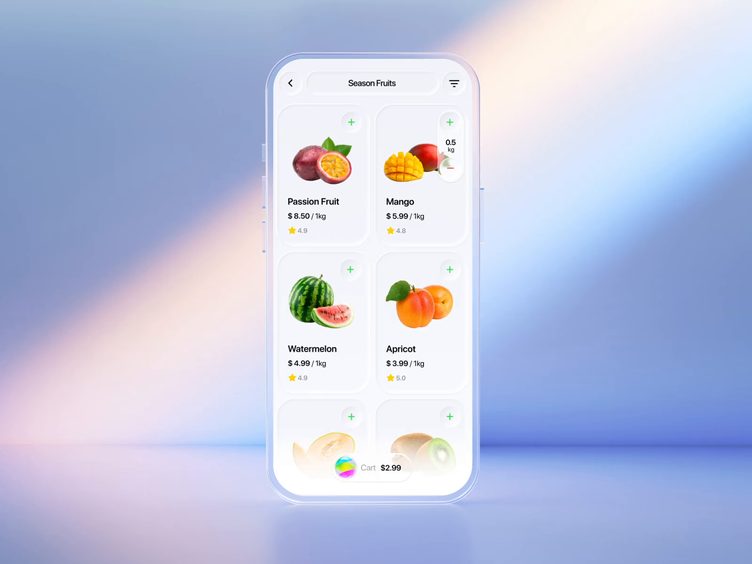 Season Fruits
0.5
kg
Passion Fruit
$ 8.50 / 1kg
4.9
Mango
$ 5.99 / 1kg
4.8
Watermelon
$ 4.99 / 1kg
4.9
Apricot
$ 3.99 / 1kg
5.0
Cart $2.99